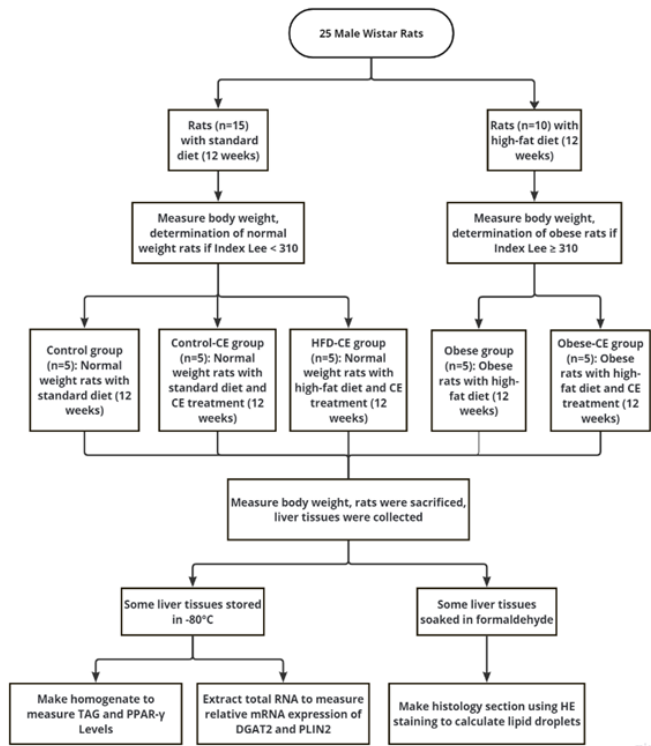 25 Male Wistar Rats
Rats (n=15)
with standard
diet (12 weeks)
Rats (n=10) with
high-fat diet (12
weeks)
Measure body weight,
determination of normal
weight rats if Index Lee < 310
Measure body weight,
determination of obese rats if
Index Lee ≥ 310
Control group
(n=5): Normal
weight rats with
standard diet (12
weeks)
Control-CE group
(n=5): Normal
weight rats with
standard diet and
CE treatment (12
weeks)
HFD-CE group
(n=5): Normal
weight rats with
high-fat diet and CE
treatment (12
weeks)
Obese group
(n=5): Obese
rats with high-
fat diet (12
weeks)
Obese-CE group
(n=5): Obese
rats with high-
fat diet and CE
treatment (12
weeks)
Measure body weight, rats were sacrificed,
liver tissues were collected
Some liver tissues stored
in -80°C
Some liver tissues
soaked in formaldehyde
Make homogenate to
measure TAG and PPAR-γ
Levels
Extract total RNA to measure
relative mRNA expression of
DGAT2 and PLIN2
Make histology section using HE
staining to calculate lipid droplets